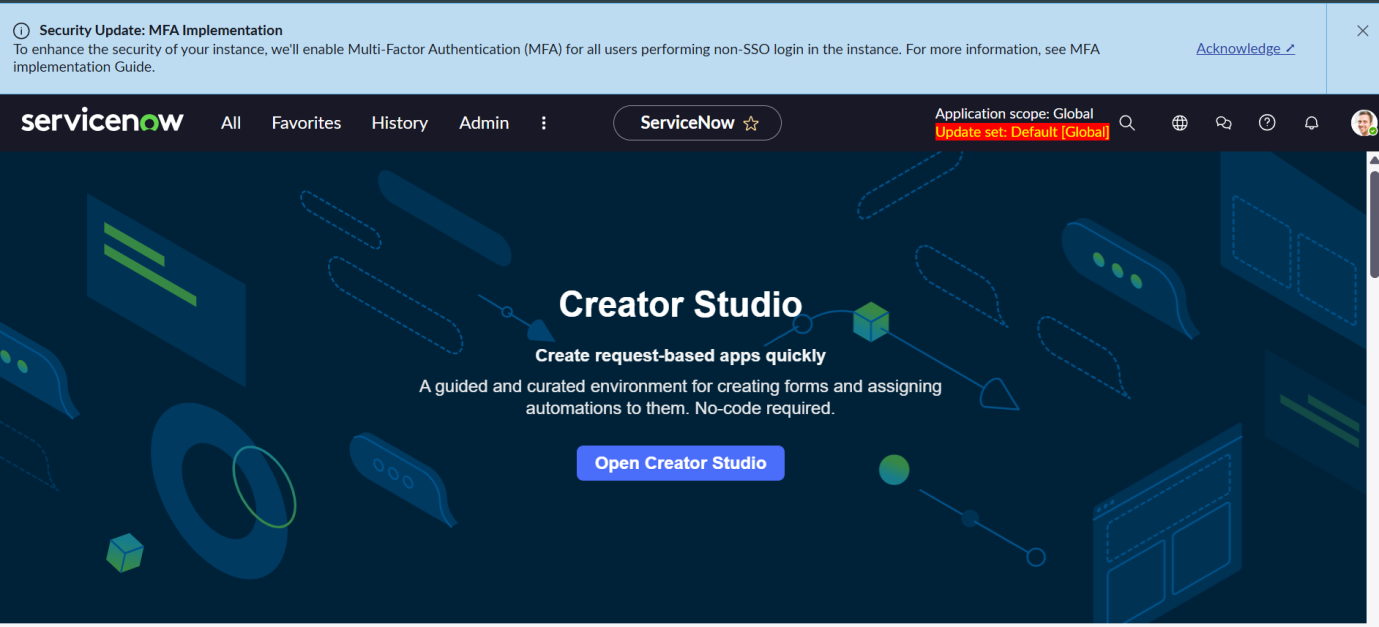 Security Update: MFA Implementation
To enhance the security of your instance, we'll enable Multi-Factor Authentication (MFA) for all users performing non-SSO login in the instance. For more information, see MFA
implementation Guide.
Acknowledge
servicenow
All
Favorites
History
Admin
ServiceNow
Application scope: Global
Update set: Default [Global]
Creator Studio
Create request-based apps quickly
A guided and curated environment for creating forms and assigning
automations to them. No-code required.
Open Creator Studio